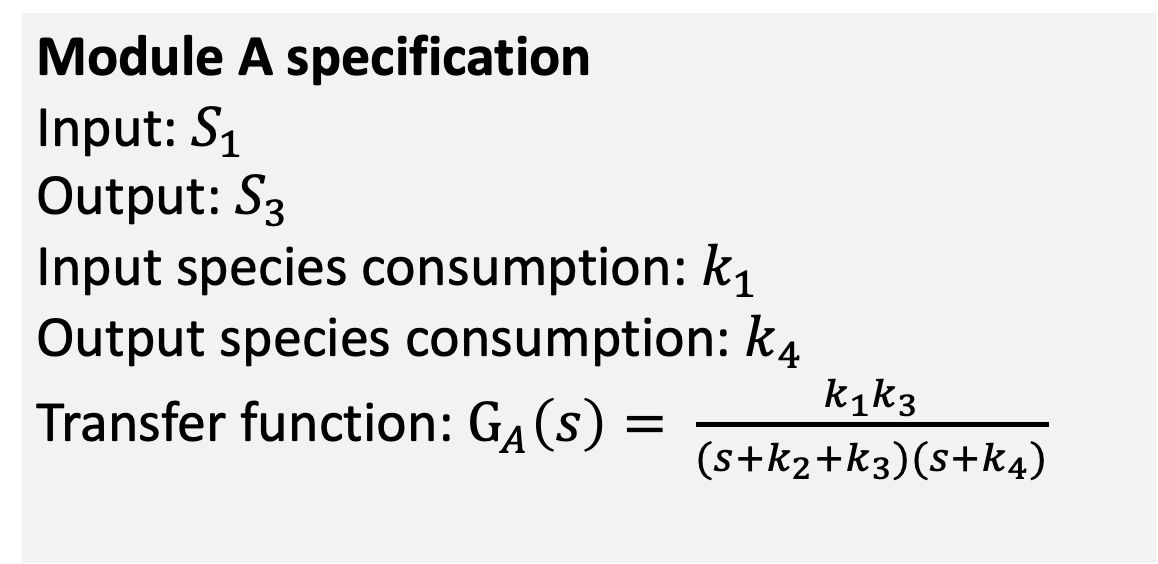 Module A specification
Input: S₁
Output: S₃
Input species consumption: k₁
Output species consumption: k₄
Transfer function: G_A(s) = k₁k₃ / (s+k₂+k₃)(s+k₄)